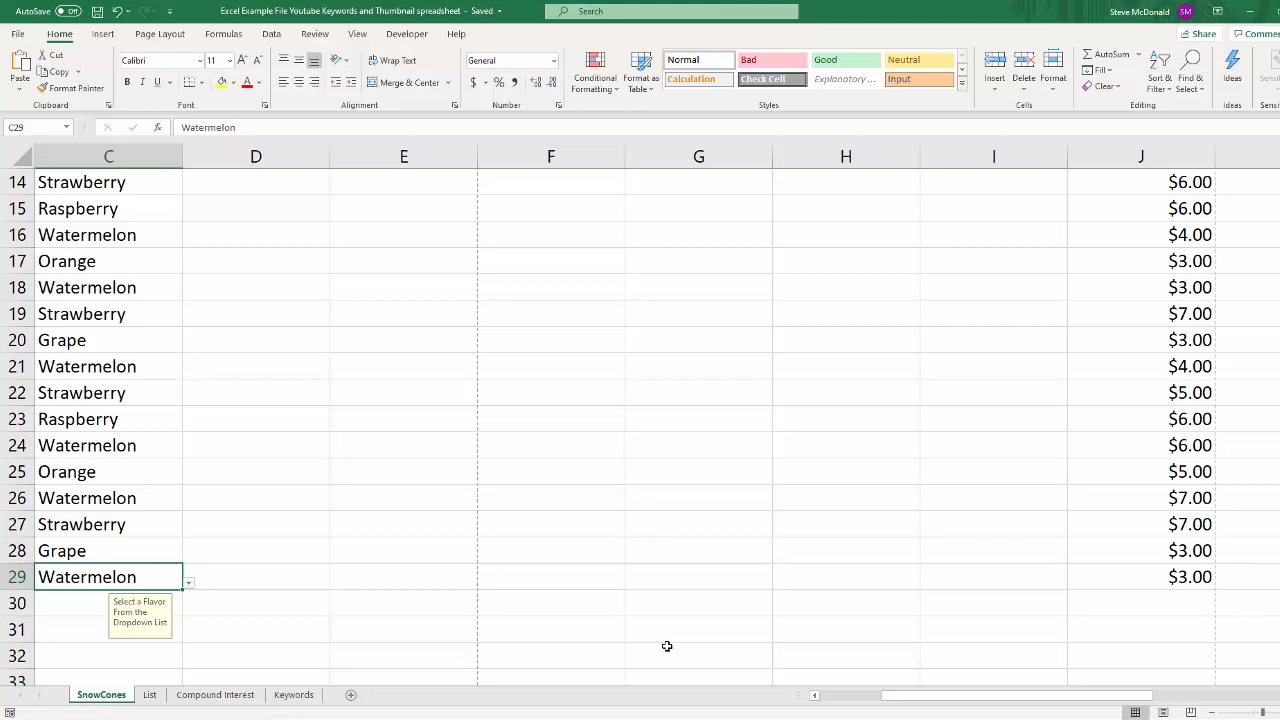 AutoSave Off Excel Example File Youtube Keywords and Thumbnail spreadsheet - Saved Search Steve McDonald SM
File Home Insert Page Layout Formulas Data Review View Developer Help Share Commen
Paste Cut Copy Format Painter Clipboard
Calibri 11 A A B I U A Font
Wrap Text Merge & Center Alignment
General $ % , Number
Conditional Formatting Format as Table Normal Bad Good Neutral Calculation Check Cell Explanatory ... Input Styles
Insert Delete Format Cells
AutoSum Fill Clear Sort & Filter Find & Select Editing
Ideas Ideas
Sensi
C29 fx Watermelon
C D E F G H I J
14 Strawberry $6.00
15 Raspberry $6.00
16 Watermelon $4.00
17 Orange $3.00
18 Watermelon $3.00
19 Strawberry $7.00
20 Grape $3.00
21 Watermelon $4.00
22 Strawberry $5.00
23 Raspberry $6.00
24 Watermelon $6.00
25 Orange $5.00
26 Watermelon $7.00
27 Strawberry $7.00
28 Grape $3.00
29 Watermelon $3.00
30
Select a Flavor
From the
Dropdown List
31
32
33
SnowCones List Compound Interest Keywords